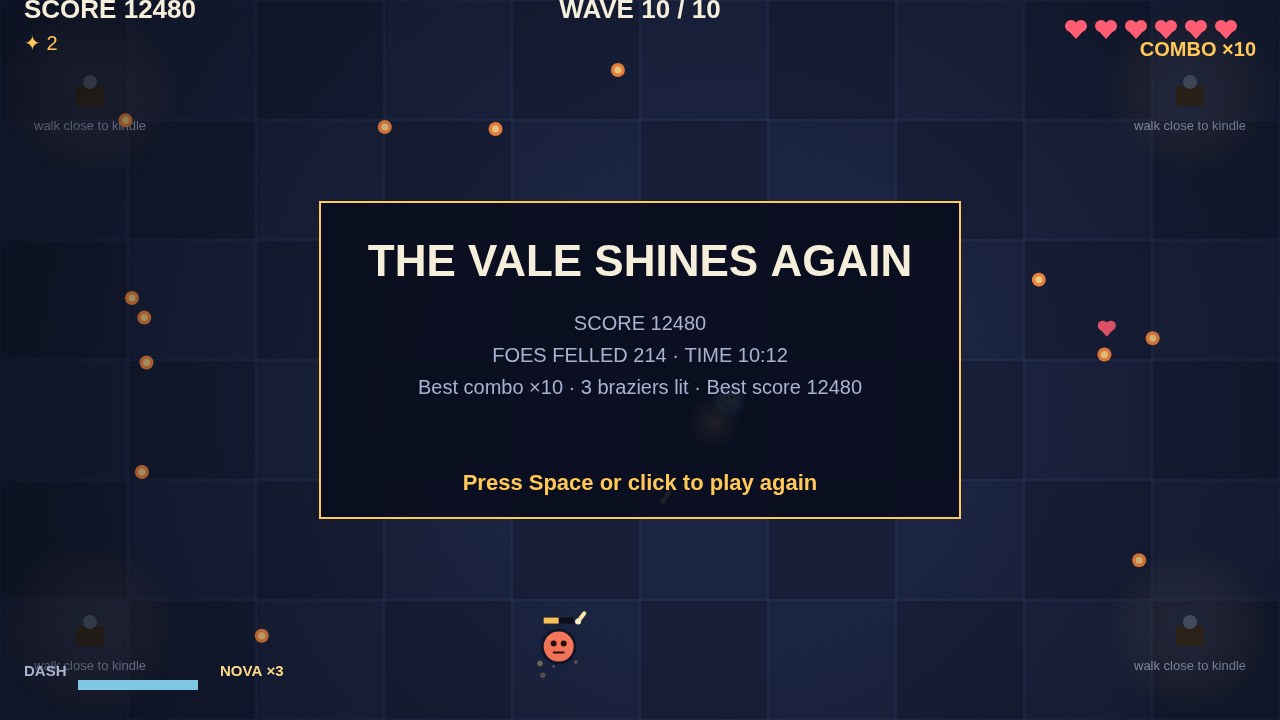 SCORE 12480
WAVE 10 / 10
✦ 2
COMBO ×10
walk close to kindle
walk close to kindle
THE VALE SHINES AGAIN
SCORE 12480
FOES FELLED 214 · TIME 10:12
Best combo ×10 · 3 braziers lit · Best score 12480
Press Space or click to play again
walk close to kindle
walk close to kindle
DASH
NOVA ×3